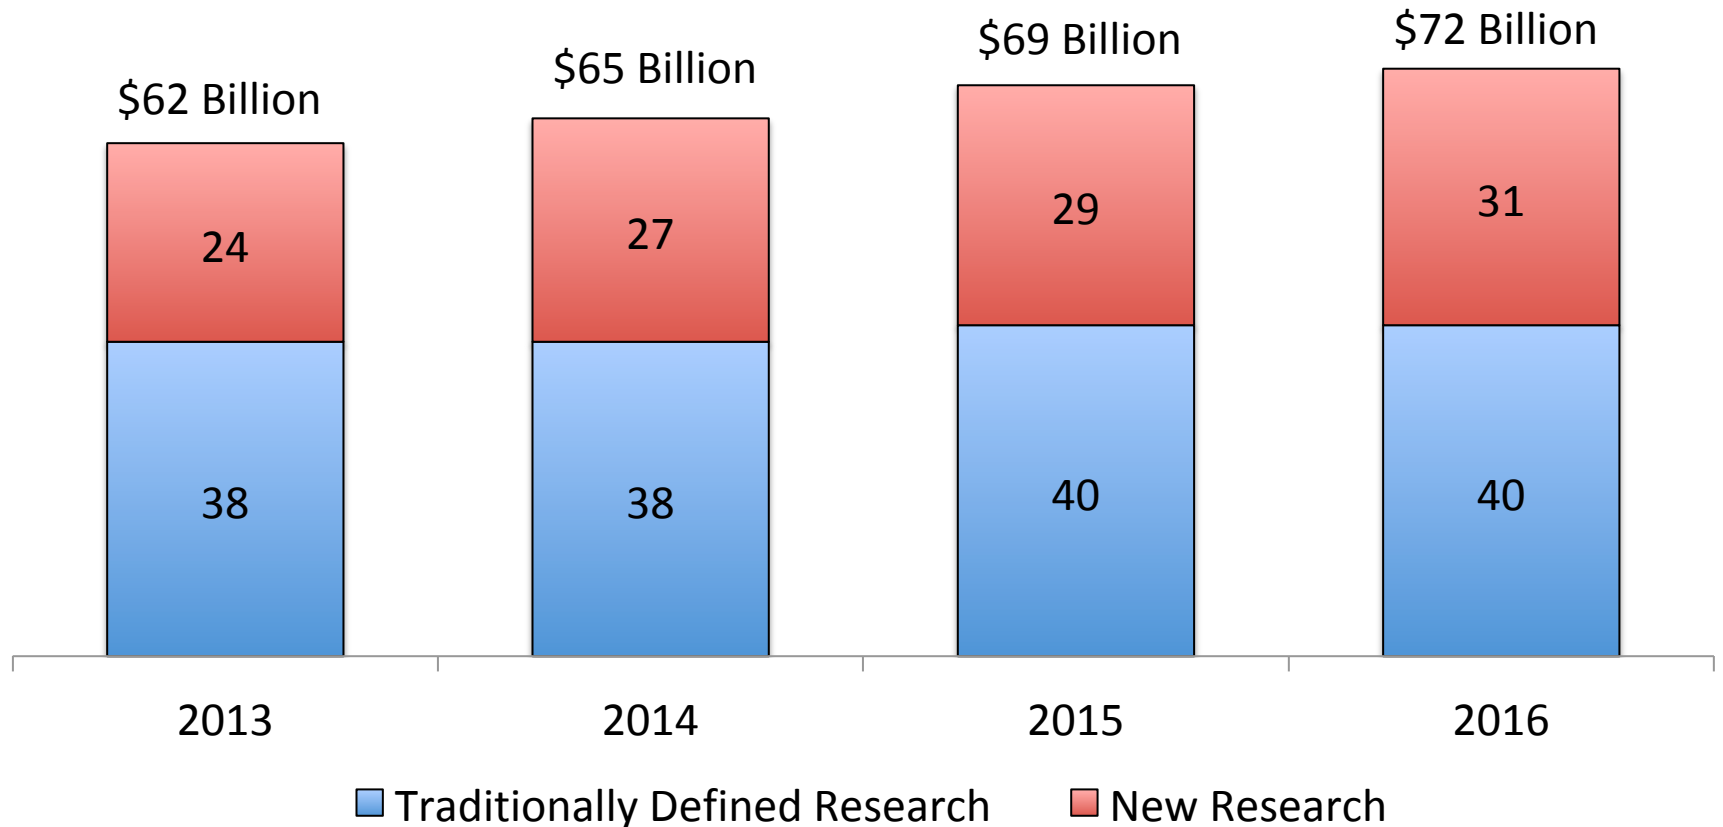 $62 Billion
$65 Billion
$69 Billion
$72 Billion
24
27
29
31
38
38
40
40
2013
2014
2015
2016
Traditionally Defined Research
New Research